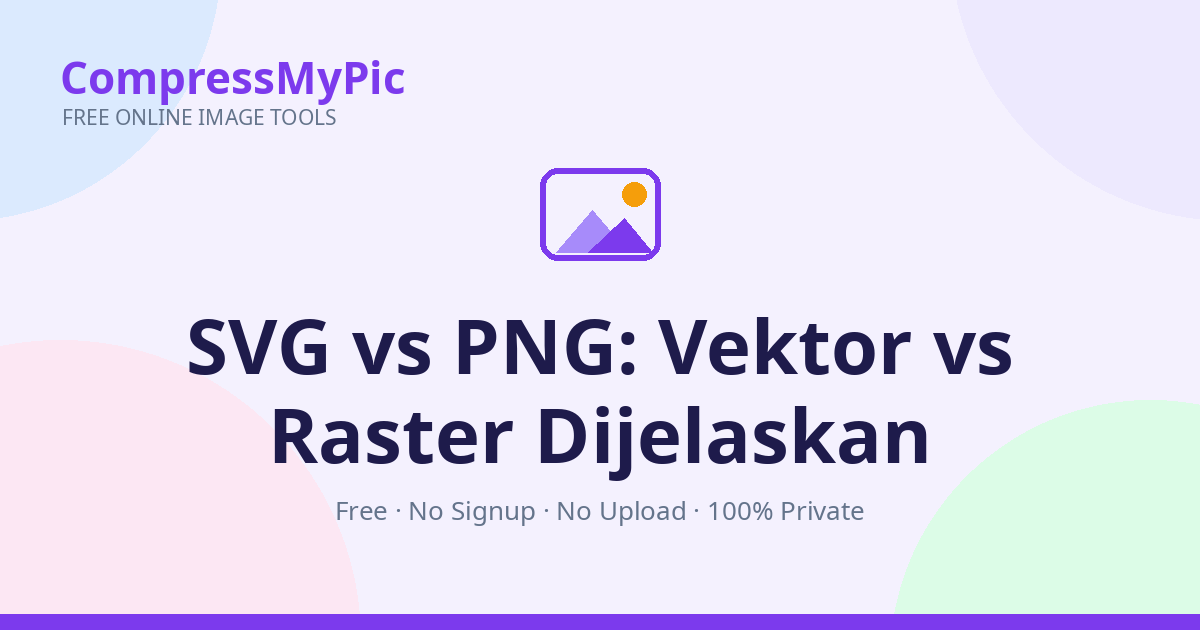 CompressMyPic
FREE ONLINE IMAGE TOOLS
SVG vs PNG: Vektor vs
Raster Dijelaskan
Free · No Signup · No Upload · 100% Private